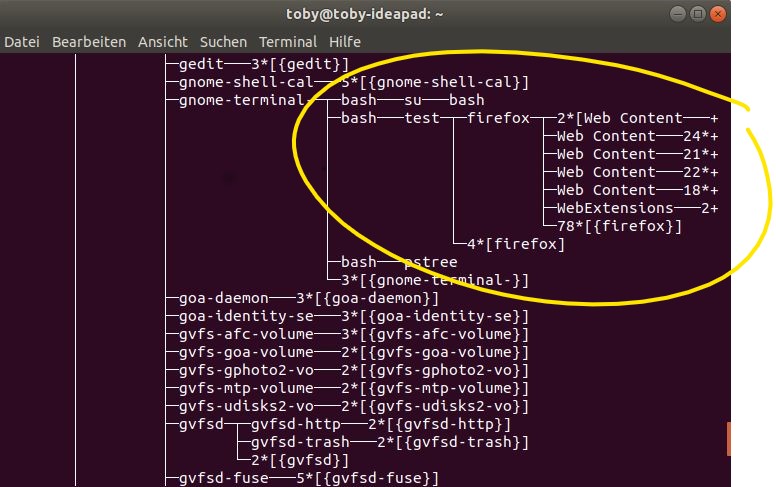 toby@toby-ideapad: ~
Datei Bearbeiten Ansicht Suchen Terminal Hilfe
├─gedit───3*[{gedit}]
├─gnome-shell-cal───5*[{gnome-shell-cal}]
├─gnome-terminal-─┬─bash───su───bash
├─bash───test─┬─firefox─┬─2*[Web Content───+
├─Web Content───24*+
├─Web Content───21*+
├─Web Content───22*+
├─Web Content───18*+
├─WebExtensions───2+
└─78*[{firefox}]
└─4*[firefox]
├─bash───pstree
└─3*[{gnome-terminal-}]
├─goa-daemon───3*[{goa-daemon}]
├─goa-identity-se───3*[{goa-identity-se}]
├─gvfs-afc-volume───3*[{gvfs-afc-volume}]
├─gvfs-goa-volume───2*[{gvfs-goa-volume}]
├─gvfs-gphoto2-vo───2*[{gvfs-gphoto2-vo}]
├─gvfs-mtp-volume───2*[{gvfs-mtp-volume}]
├─gvfs-udisks2-vo───2*[{gvfs-udisks2-vo}]
├─gvfsd─┬─gvfsd-http───2*[{gvfsd-http}]
├─gvfsd-trash───2*[{gvfsd-trash}]
└─2*[{gvfsd}]
├─gvfsd-fuse───5*[{gvfsd-fuse}]